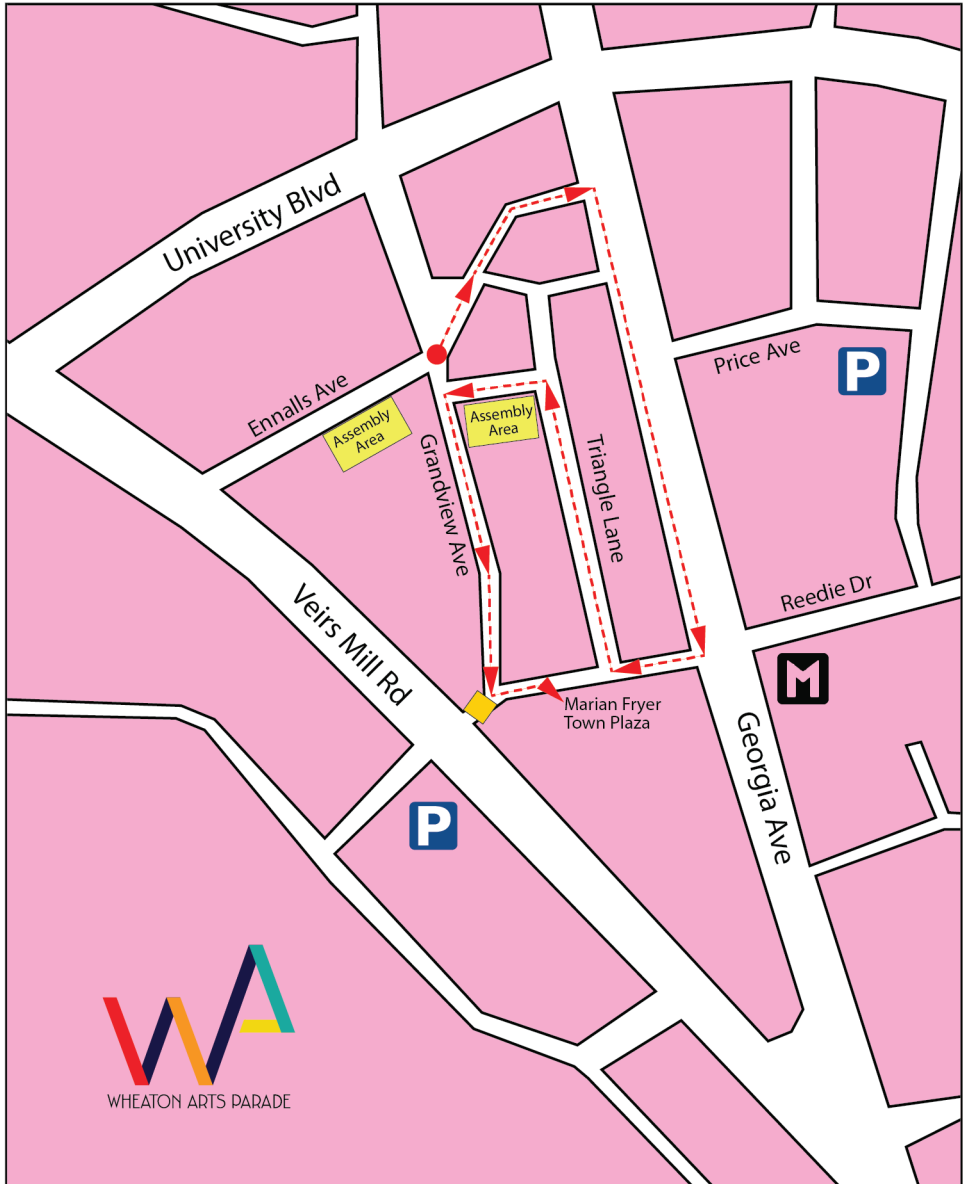 University Blvd
Ennalls Ave
Assembly
Area
Assembly
Area
Price Ave
P
Grandview Ave
Triangle Lane
Reedie Dr
Veirs Mill Rd
M
Marian Fryer
Town Plaza
Georgia Ave
P
WA
WHEATON ARTS PARADE